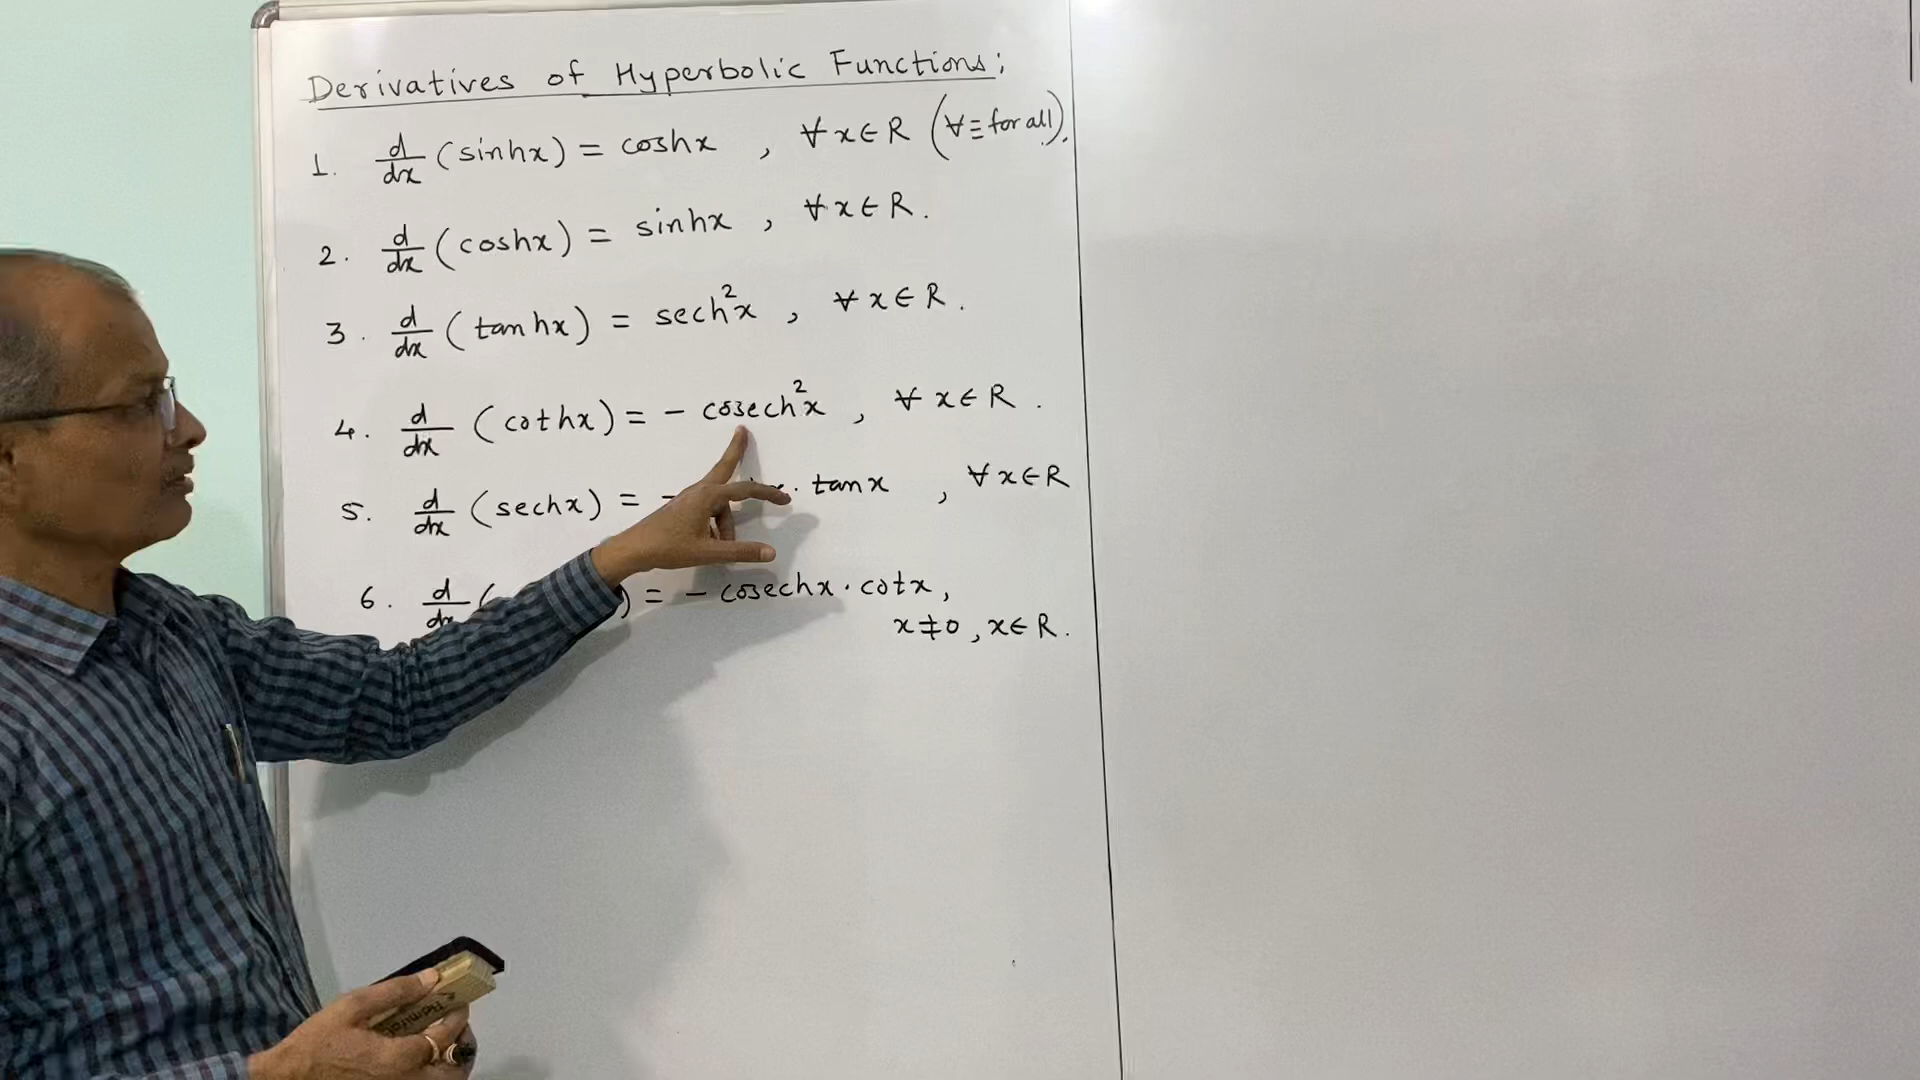 Derivatives of Hyperbolic Functions:
1. d/dx (sinhx) = coshx , ∀ x∈R (∀ ≡ for all).
2. d/dx (coshx) = sinhx , ∀ x∈R.
3. d/dx (tanhx) = sech²x , ∀ x∈R.
4. d/dx (cothx) = - cosech²x , ∀ x∈R.
5. d/dx (sechx) = - · tanx , ∀ x∈R
6. d/dx ( ) = - cosechx · cotx,
x≠0, x∈R.